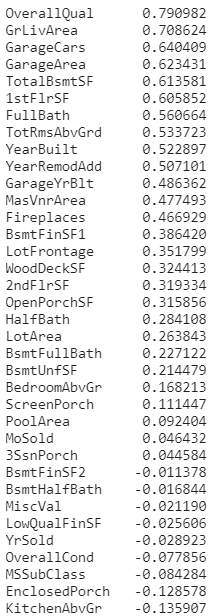 OverallQual 0.790982
GrLivArea 0.708624
GarageCars 0.640409
GarageArea 0.623431
TotalBsmtSF 0.613581
1stFlrSF 0.605852
FullBath 0.560664
TotRmsAbvGrd 0.533723
YearBuilt 0.522897
YearRemodAdd 0.507101
GarageYrBlt 0.486362
MasVnrArea 0.477493
Fireplaces 0.466929
BsmtFinSF1 0.386420
LotFrontage 0.351799
WoodDeckSF 0.324413
2ndFlrSF 0.319334
OpenPorchSF 0.315856
HalfBath 0.284108
LotArea 0.263843
BsmtFullBath 0.227122
BsmtUnfSF 0.214479
BedroomAbvGr 0.168213
ScreenPorch 0.111447
PoolArea 0.092404
MoSold 0.046432
3SsnPorch 0.044584
BsmtFinSF2 -0.011378
BsmtHalfBath -0.016844
MiscVal -0.021190
LowQualFinSF -0.025606
YrSold -0.028923
OverallCond -0.077856
MSSubClass -0.084284
EnclosedPorch -0.128578
KitchenAbvGr -0.135907